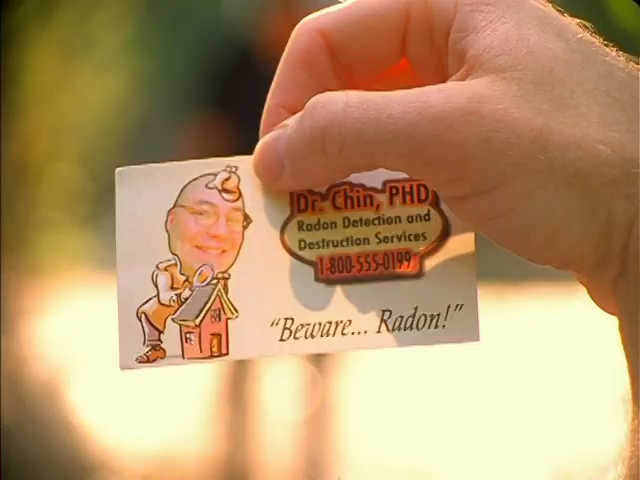 Dr. Chin, PHD
Radon Detection and
Destruction Services
1-800-555-0199
"Beware... Radon!"